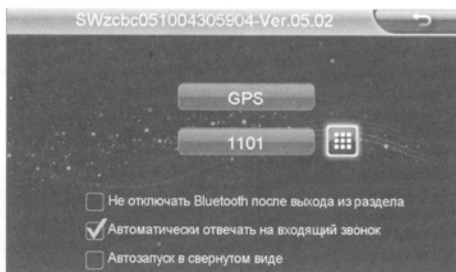 SWzcbc051004305904-Ver.05.02
GPS
1101
Не отключать Bluetooth после выхода из раздела
Автоматически отвечать на входящий звонок
Автозапуск в свернутом виде